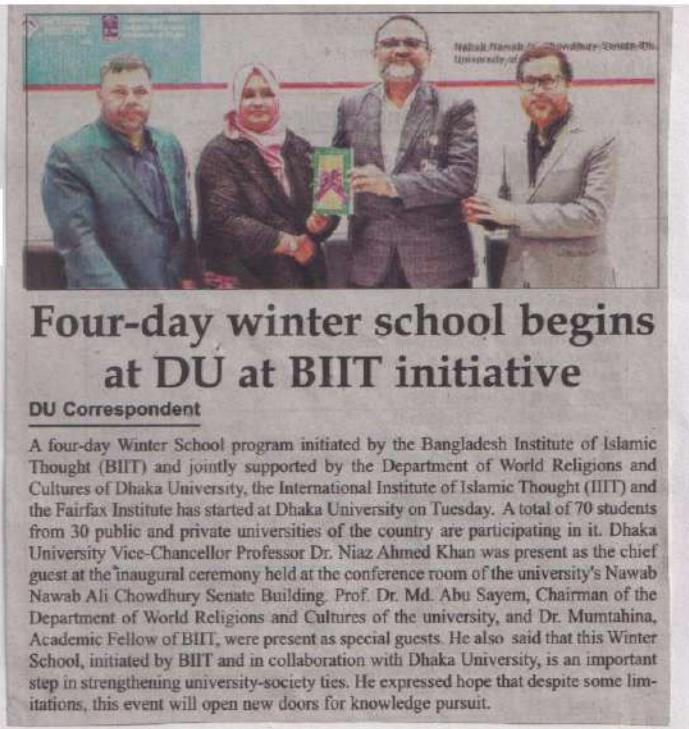 Nawab Nawab Ali Chowdhury Senate Bu
University of
Four-day winter school begins
at DU at BIIT initiative
DU Correspondent
A four-day Winter School program initiated by the Bangladesh Institute of Islamic
Thought (BIIT) and jointly supported by the Department of World Religions and
Cultures of Dhaka University, the International Institute of Islamic Thought (IIIT) and
the Fairfax Institute has started at Dhaka University on Tuesday. A total of 70 students
from 30 public and private universities of the country are participating in it. Dhaka
University Vice-Chancellor Professor Dr. Niaz Ahmed Khan was present as the chief
guest at the inaugural ceremony held at the conference room of the university's Nawab
Nawab Ali Chowdhury Senate Building. Prof. Dr. Md. Abu Sayem, Chairman of the
Department of World Religions and Cultures of the university, and Dr. Mumtahina,
Academic Fellow of BIIT, were present as special guests. He also said that this Winter
School, initiated by BIIT and in collaboration with Dhaka University, is an important
step in strengthening university-society ties. He expressed hope that despite some lim-
itations, this event will open new doors for knowledge pursuit.